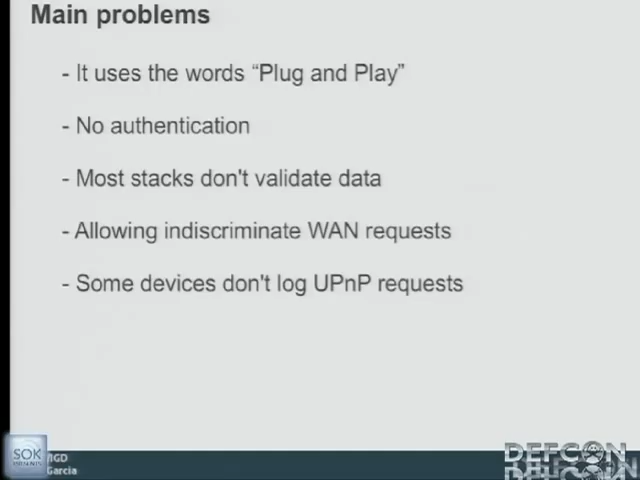 Main problems
- It uses the words “Plug and Play”
- No authentication
- Most stacks don't validate data
- Allowing indiscriminate WAN requests
- Some devices don't log UPnP requests
SOK
Garcia
DEFCON